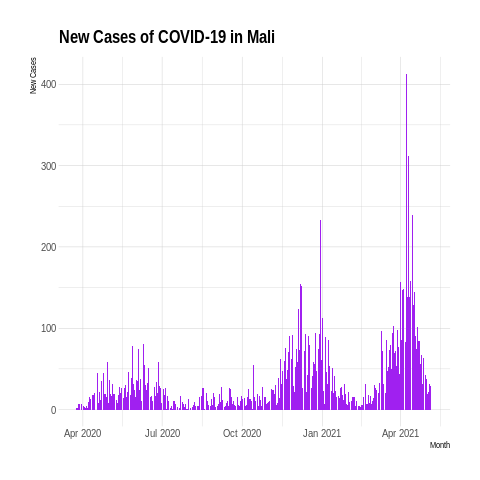 New Cases of COVID-19 in Mali
New Cases
400
300
200
100
0
Apr 2020
Jul 2020
Oct 2020
Jan 2021
Apr 2021
Month